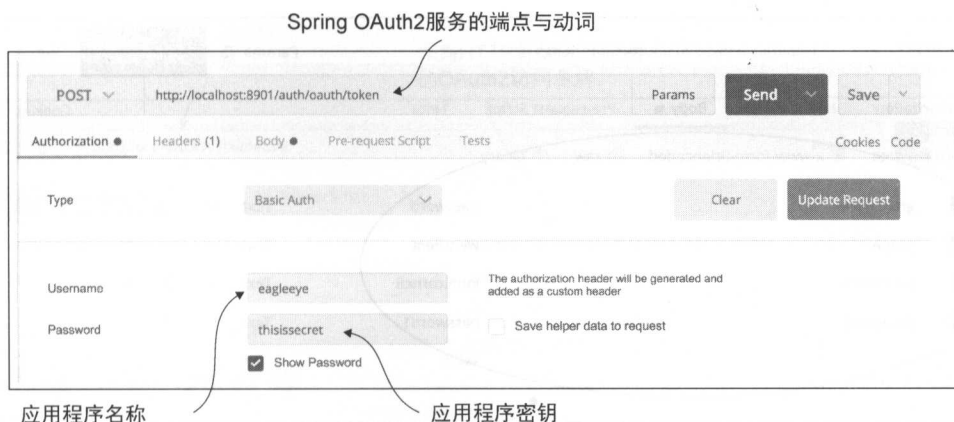 Spring OAuth2服务的端点与动词
POST http://localhost:8901/auth/oauth/token Params Send Save
Authorization Headers (1) Body Pre-request Script Tests Cookies Code
Type Basic Auth Clear Update Request
Username eagleeye The authorization header will be generated and
added as a custom header
Password thisissecret Save helper data to request
Show Password
应用程序名称 应用程序密钥